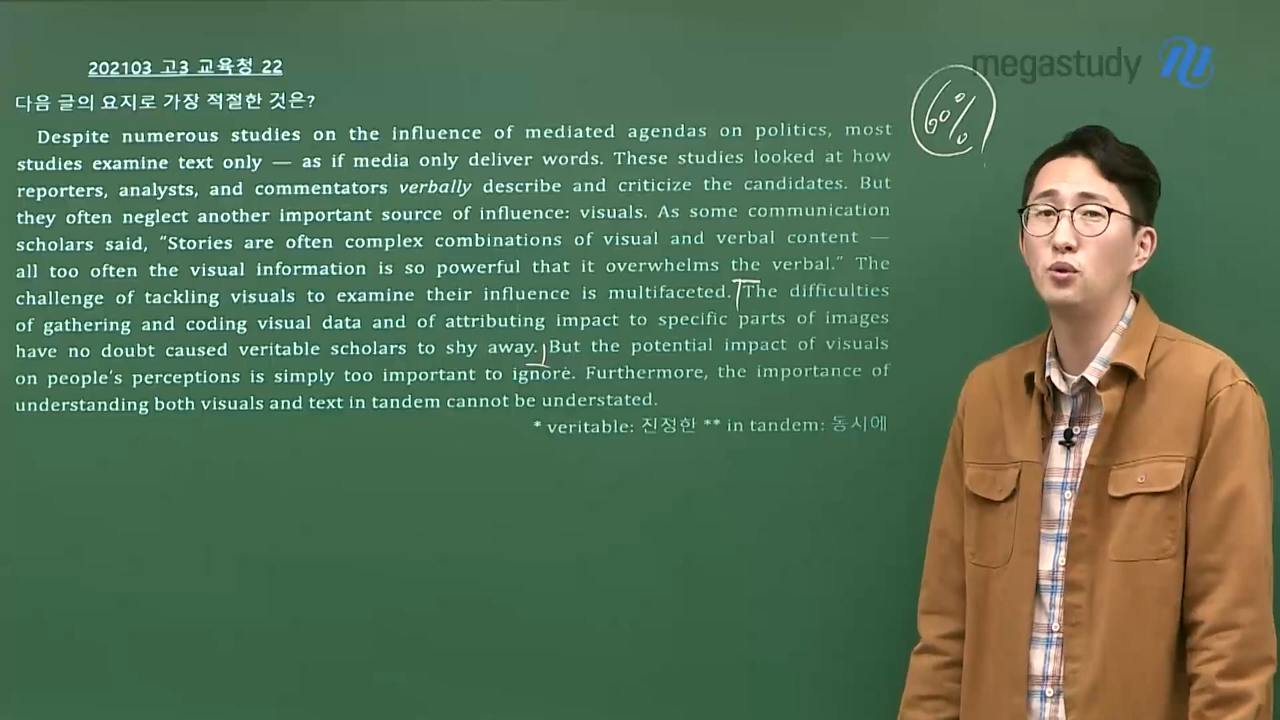 202103 고3 교육청 22
다음 글의 요지로 가장 적절한 것은?
Despite numerous studies on the influence of mediated agendas on politics, most
studies examine text only — as if media only deliver words. These studies looked at how
reporters, analysts, and commentators verbally describe and criticize the candidates. But
they often neglect another important source of influence: visuals. As some communication
scholars said, “Stories are often complex combinations of visual and verbal content —
all too often the visual information is so powerful that it overwhelms the verbal.” The
challenge of tackling visuals to examine their influence is multifaceted. The difficulties
of gathering and coding visual data and of attributing impact to specific parts of images
have no doubt caused veritable scholars to shy away. But the potential impact of visuals
on people’s perceptions is simply too important to ignore. Furthermore, the importance of
understanding both visuals and text in tandem cannot be understated.
* veritable: 진정한 ** in tandem: 동시에
60%
megastudy